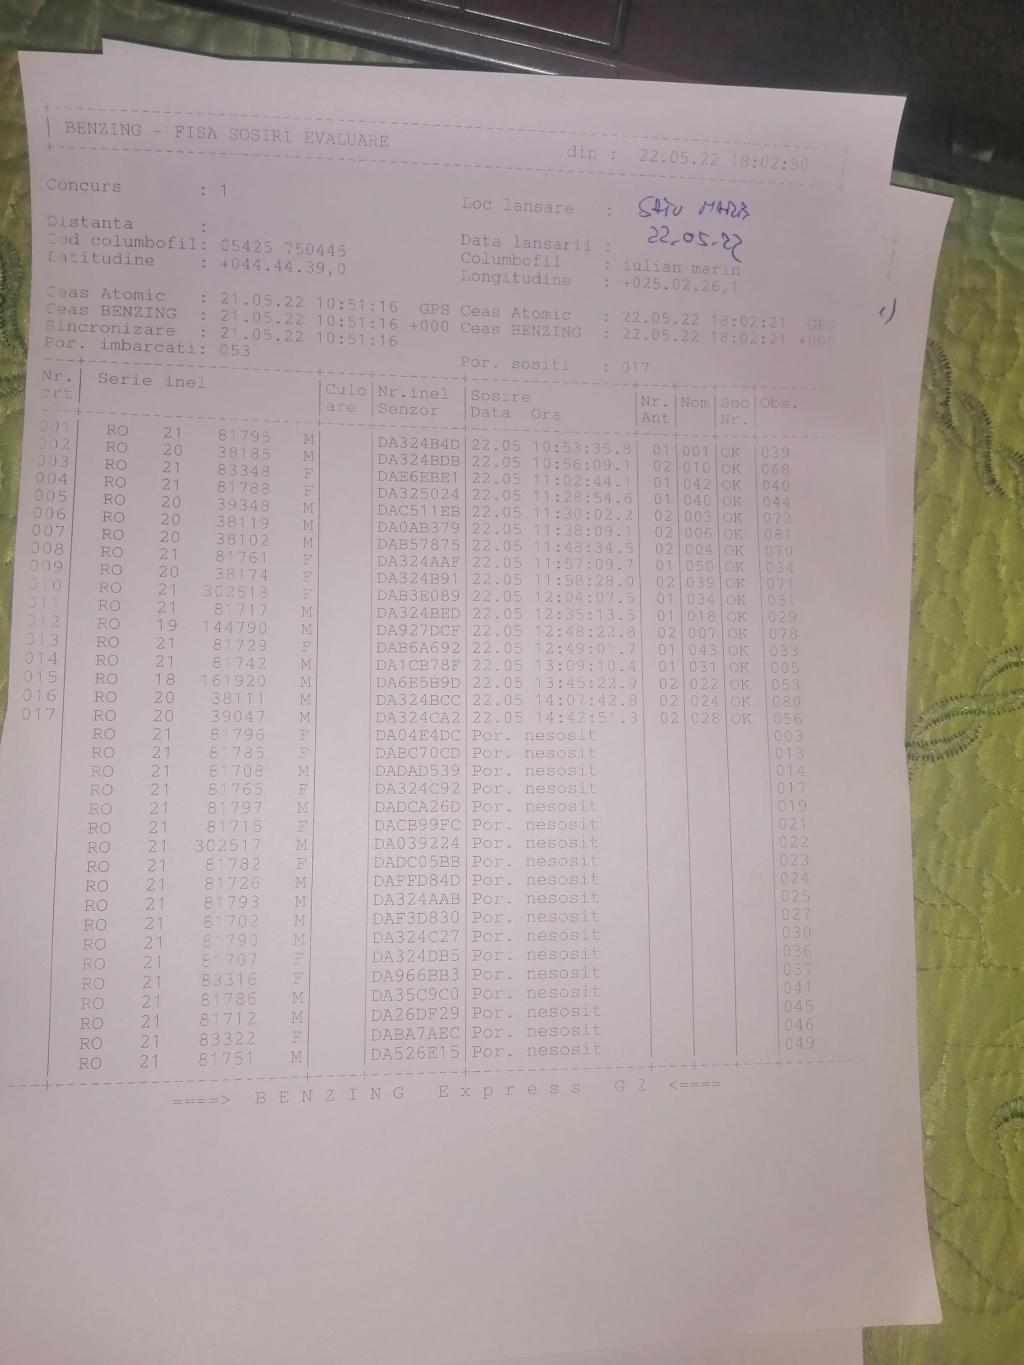 BENZING - FISA SOSIRI EVALUARE din : 22.05.22 18:02:50
Concurs : 1 Loc lansare : SATU MARE
Distanta : Data lansarii : 22.05.22
Cod columbofil: 05425 750445 Columbofil : iulian marin
Latitudine : +044.44.39,0 Longitudine : +025.02.26,1
Ceas Atomic : 21.05.22 10:51:16 GPS Ceas Atomic : 22.05.22 18:02:21 GPS
Ceas BENZING : 21.05.22 10:51:16 +000 Ceas BENZING : 22.05.22 18:02:21 +000
Sincronizare : 21.05.22 10:51:16
Por. imbarcati: 053 Por. sositi : 017
Nr. Serie inel Culo Nr.inel Sosire Nr. Nom Sec Obs.
crt are Senzor Data Ora Ant Nr.
001 RO 21 81795 M DA324B4D 22.05 10:53:35.8 01 001 OK 039
002 RO 20 38185 M DA324BDB 22.05 10:56:09.1 02 010 OK 068
003 RO 21 83348 F DAE6EBE1 22.05 11:02:44.1 01 042 OK 040
004 RO 21 81788 F DA325024 22.05 11:28:54.6 01 040 OK 044
005 RO 20 39348 M DAC511EB 22.05 11:30:02.2 02 003 OK 072
006 RO 20 38119 M DA0AB379 22.05 11:38:09.1 02 006 OK 081
007 RO 20 38102 M DAB57875 22.05 11:48:34.5 02 004 OK 070
008 RO 21 81761 F DA324AAF 22.05 11:57:09.7 01 050 OK 034
009 RO 20 38174 F DA324B91 22.05 11:58:28.0 02 039 OK 071
010 RO 21 302518 F DAB3E089 22.05 12:04:07.5 01 034 OK 031
011 RO 21 81717 M DA324BED 22.05 12:35:13.5 01 018 OK 029
012 RO 19 144790 M DA927DCF 22.05 12:48:22.8 02 007 OK 078
013 RO 21 81729 F DAB6A692 22.05 12:49:01.7 01 043 OK 033
014 RO 21 81742 M DA1CB78F 22.05 13:09:10.4 01 031 OK 005
015 RO 18 161920 M DA6E5B9D 22.05 13:45:22.9 02 022 OK 053
016 RO 20 38111 M DA324BCC 22.05 14:07:42.8 02 024 OK 080
017 RO 20 39047 M DA324CA2 22.05 14:42:51.3 02 028 OK 056
RO 21 81796 F DA04E4DC Por. nesosit 003
RO 21 81785 F DABC70CD Por. nesosit 013
RO 21 81708 M DADAD539 Por. nesosit 014
RO 21 81765 F DA324C92 Por. nesosit 017
RO 21 81797 M DADCA26D Por. nesosit 019
RO 21 81715 F DACB99FC Por. nesosit 021
RO 21 302517 M DA039224 Por. nesosit 022
RO 21 81782 F DADC05BB Por. nesosit 023
RO 21 81726 M DAFFD84D Por. nesosit 024
RO 21 81793 M DA324AAB Por. nesosit 025
RO 21 81702 M DAF3D830 Por. nesosit 027
RO 21 81790 M DA324C27 Por. nesosit 030
RO 21 81707 F DA324DB5 Por. nesosit 036
RO 21 83316 F DA966BB3 Por. nesosit 037
RO 21 81786 M DA35C9C0 Por. nesosit 041
RO 21 81712 M DA26DF29 Por. nesosit 045
RO 21 83322 F DABA7AEC Por. nesosit 046
RO 21 81751 M DA526E15 Por. nesosit 049
====> BENZING Express G2 <====